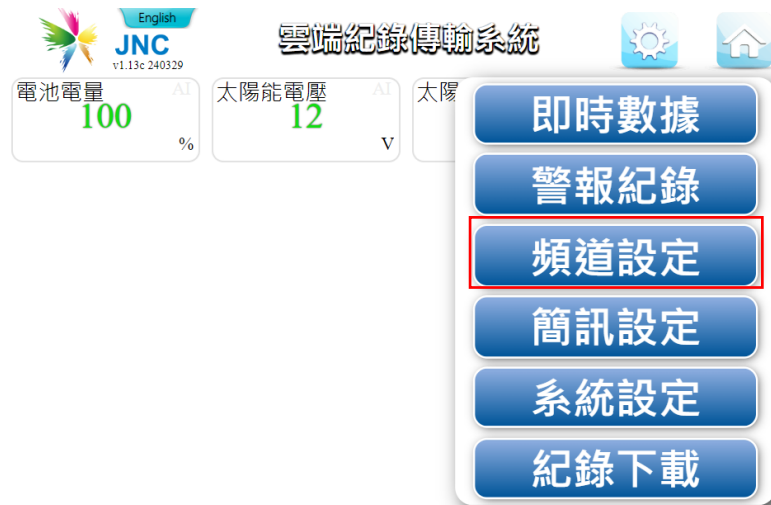 English
JNC
v1.13c 240329
雲端紀錄傳輸系統
電池電量 AI
100
%
太陽能電壓 AI
12
V
太陽
即時數據
警報紀錄
頻道設定
簡訊設定
系統設定
紀錄下載